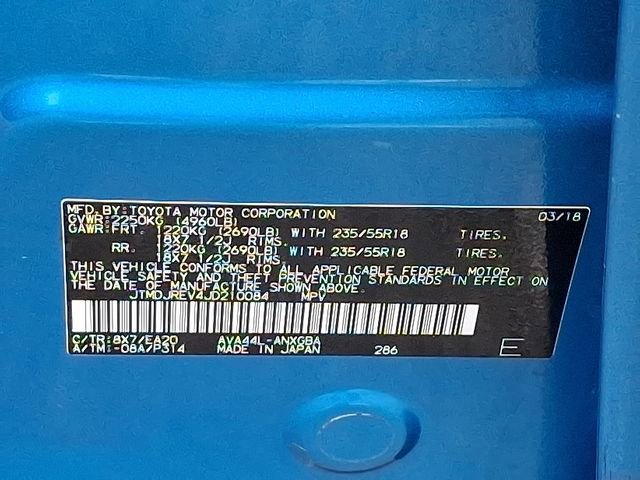 MFD. BY: TOYOTA MOTOR CORPORATION 03/18
GVWR: 2250KG (4960LB)
GAWR: FRT. 1220KG (2690LB) WITH 235/55R18 TIRES.
18X7 1/2J RIMS.
RR. 1220KG (2690LB) WITH 235/55R18 TIRES.
18X7 1/2J RIMS.
THIS VEHICLE CONFORMS TO ALL APPLICABLE FEDERAL MOTOR
VEHICLE SAFETY AND THEFT PREVENTION STANDARDS IN EFFECT ON
THE DATE OF MANUFACTURE SHOWN ABOVE.
JTMDJREV4JD210084 MPV
C/TR: 8X7/EA20 AVA44L-ANXGBA
A/TM: -08A/P314 MADE IN JAPAN 286 E